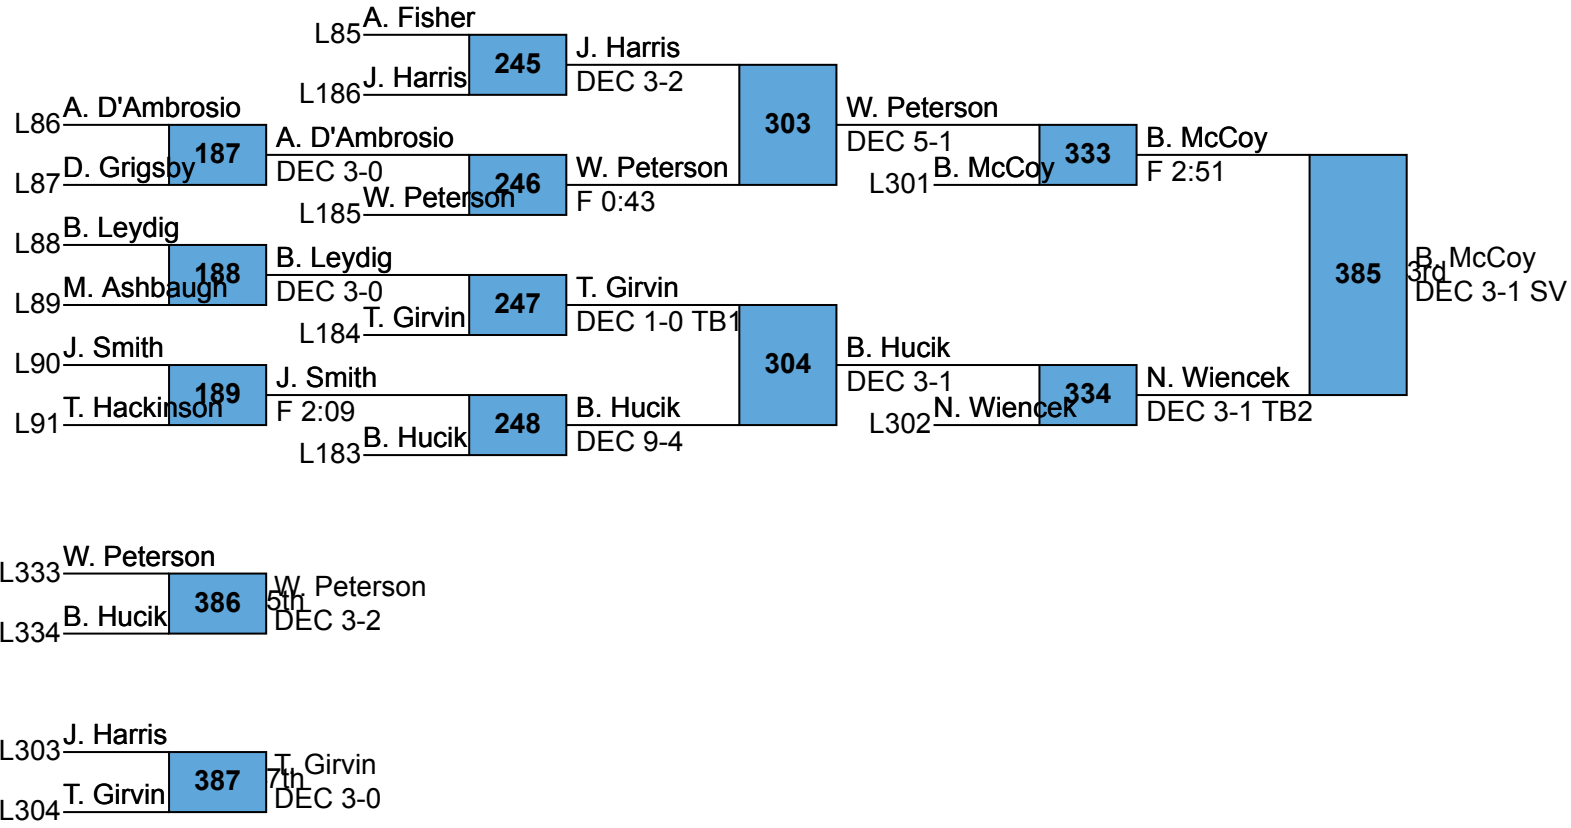 A. Fisher
L85
245
J. Harris
DEC 3-2
J. Harris
L186
A. D'Ambrosio
L86
187
A. D'Ambrosio
DEC 3-0
D. Grigsby
L87
246
W. Peterson
F 0:43
W. Peterson
L185
303
W. Peterson
DEC 5-1
333
B. McCoy
F 2:51
B. McCoy
L301
B. Leydig
L88
188
B. Leydig
DEC 3-0
M. Ashbaugh
L89
247
T. Girvin
DEC 1-0 TB1
T. Girvin
L184
385
3rd
B. McCoy
DEC 3-1 SV
J. Smith
L90
189
J. Smith
F 2:09
T. Hackinson
L91
248
B. Hucik
DEC 9-4
B. Hucik
L183
304
B. Hucik
DEC 3-1
334
N. Wiencek
DEC 3-1 TB2
N. Wiencek
L302
W. Peterson
L333
386
5th
W. Peterson
DEC 3-2
B. Hucik
L334
J. Harris
L303
387
7th
T. Girvin
DEC 3-0
T. Girvin
L304